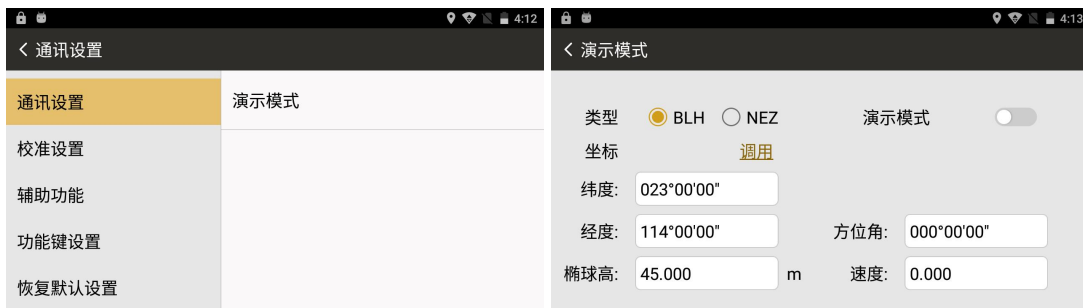 4:12
通讯设置
通讯设置
演示模式
校准设置
辅助功能
功能键设置
恢复默认设置
4:13
演示模式
类型 BLH NEZ 演示模式
坐标 调用
纬度: 023°00'00"
经度: 114°00'00" 方位角: 000°00'00"
椭球高: 45.000 m 速度: 0.000